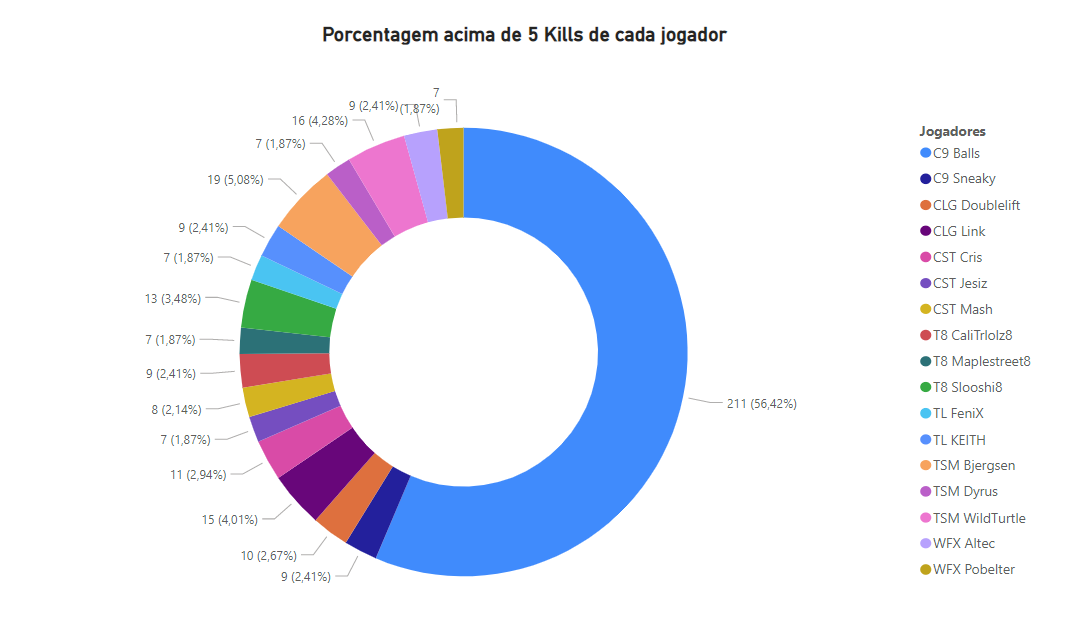 Porcentagem acima de 5 Kills de cada jogador
7
(1,87%)
9 (2,41%)
16 (4,28%)
7 (1,87%)
19 (5,08%)
9 (2,41%)
7 (1,87%)
13 (3,48%)
7 (1,87%)
9 (2,41%)
8 (2,14%)
7 (1,87%)
11 (2,94%)
15 (4,01%)
10 (2,67%)
9 (2,41%)
211 (56,42%)
Jogadores
C9 Balls
C9 Sneaky
CLG Doublelift
CLG Link
CST Cris
CST Jesiz
CST Mash
T8 CaliTrlolz8
T8 Maplestreet8
T8 Slooshi8
TL FeniX
TL KEITH
TSM Bjergsen
TSM Dyrus
TSM WildTurtle
WFX Altec
WFX Pobelter